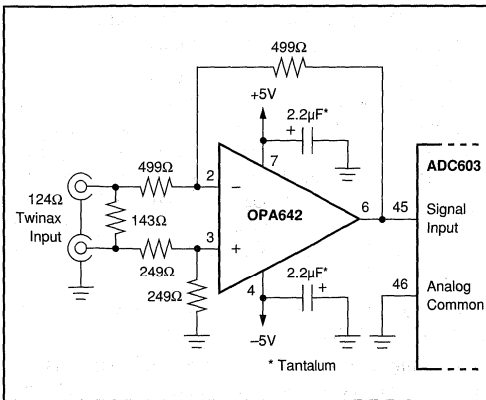 499Ω
+5V
2.2µF*
+
7
ADC603
499Ω
2
−
124Ω
Twinax
Input
143Ω
OPA642
6
45
Signal
Input
3
+
249Ω
249Ω
4
2.2µF*
+
46
Analog
Common
−5V
* Tantalum